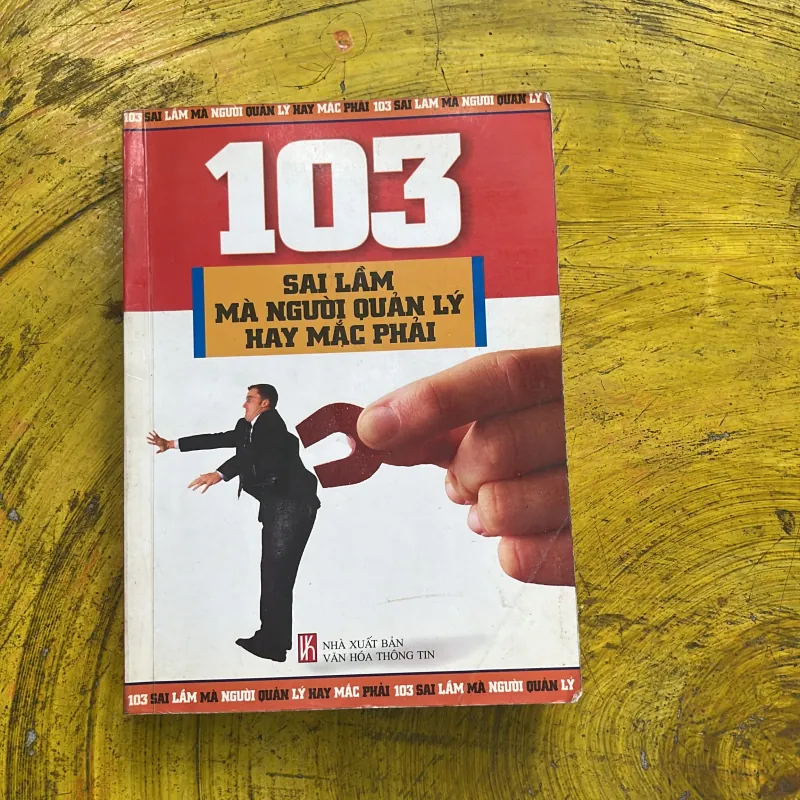 103 SAI LẦM MÀ NGƯỜI QUẢN LÝ HAY MẮC PHẢI 103 SAI LẦM MÀ NGƯỜI QUẢN LÝ
103
SAI LẦM
MÀ NGƯỜI QUẢN LÝ
HAY MẮC PHẢI
NHÀ XUẤT BẢN
VĂN HÓA THÔNG TIN
103 SAI LẦM MÀ NGƯỜI QUẢN LÝ HAY MẮC PHẢI 103 SAI LẦM MÀ NGƯỜI QUẢN LÝ